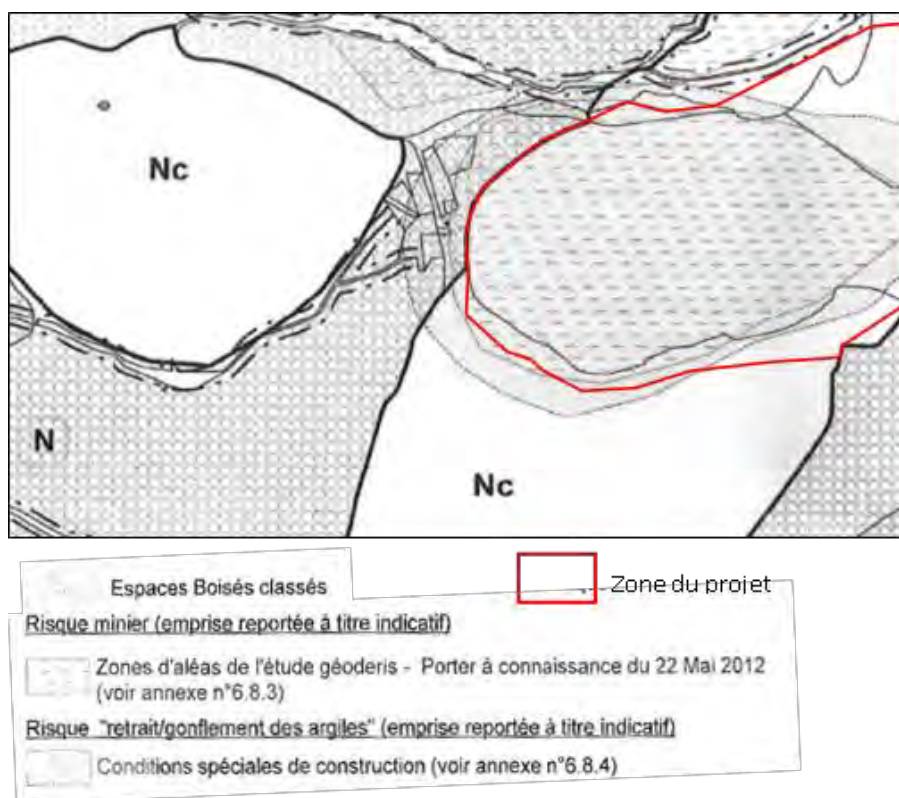 Nc
N
Nc
Espaces Boisés classés
Zone du projet
Risque minier (emprise reportée à titre indicatif)
Zones d'aléas de l'étude géoderis - Porter à connaissance du 22 Mai 2012
(voir annexe n°6.8.3)
Risque "retrait/gonflement des argiles" (emprise reportée à titre indicatif)
Conditions spéciales de construction (voir annexe n°6.8.4)